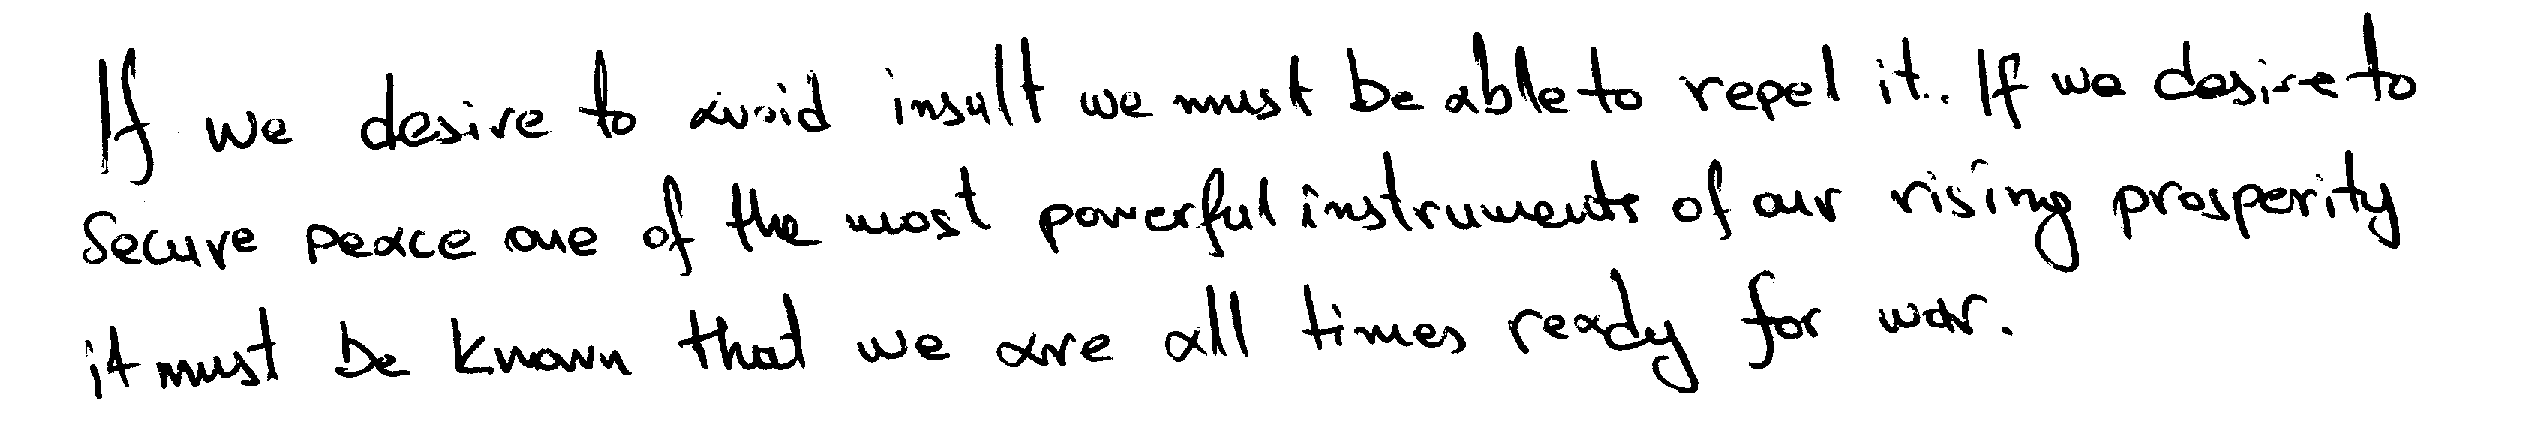 If we desire to avoid insult we must be able to repel it. If we desire to
secure peace one of the most powerful instruments of our rising prosperity
it must be known that we are all times ready for war.